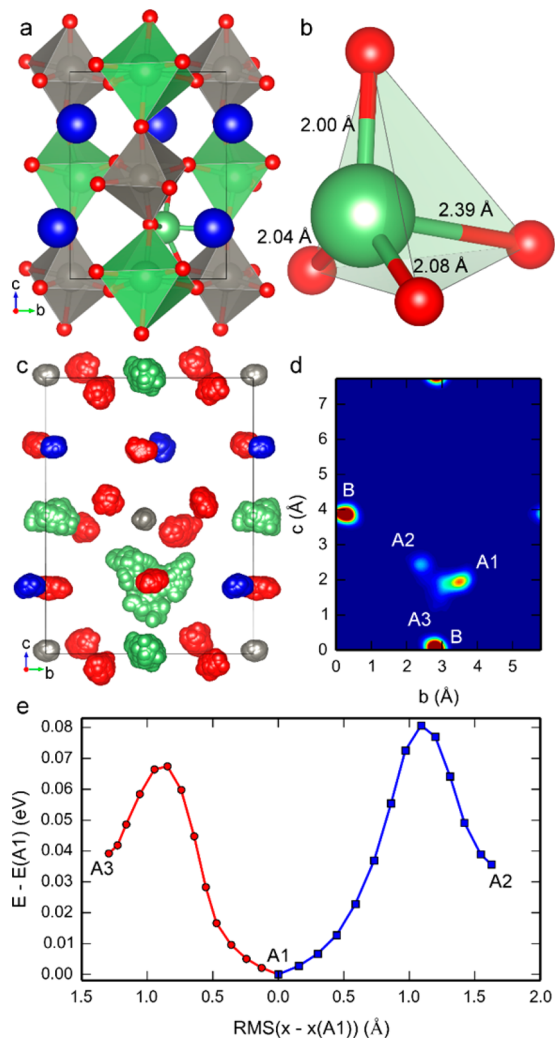 a
c
b
b
2.00 Å
2.39 Å
2.04 Å
2.08 Å
c
c
b
d
7
6
5
4
3
2
1
0
c (Å)
B
A2
A1
A3
B
0 1 2 3 4 5
b (Å)
e
0.08
0.07
0.06
0.05
0.04
0.03
0.02
0.01
0.00
E - E(A1) (eV)
A3
A1
A2
1.5 1.0 0.5 0.0 0.5 1.0 1.5 2.0
RMS(x - x(A1)) (Å)